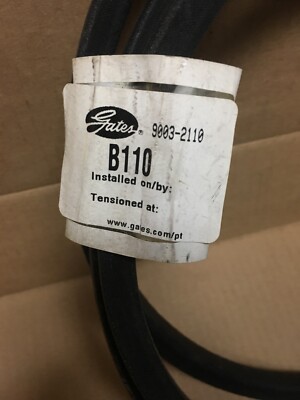 Gates® 9003-2110
B110
Installed on/by:
Tensioned at:
www.gates.com/pt